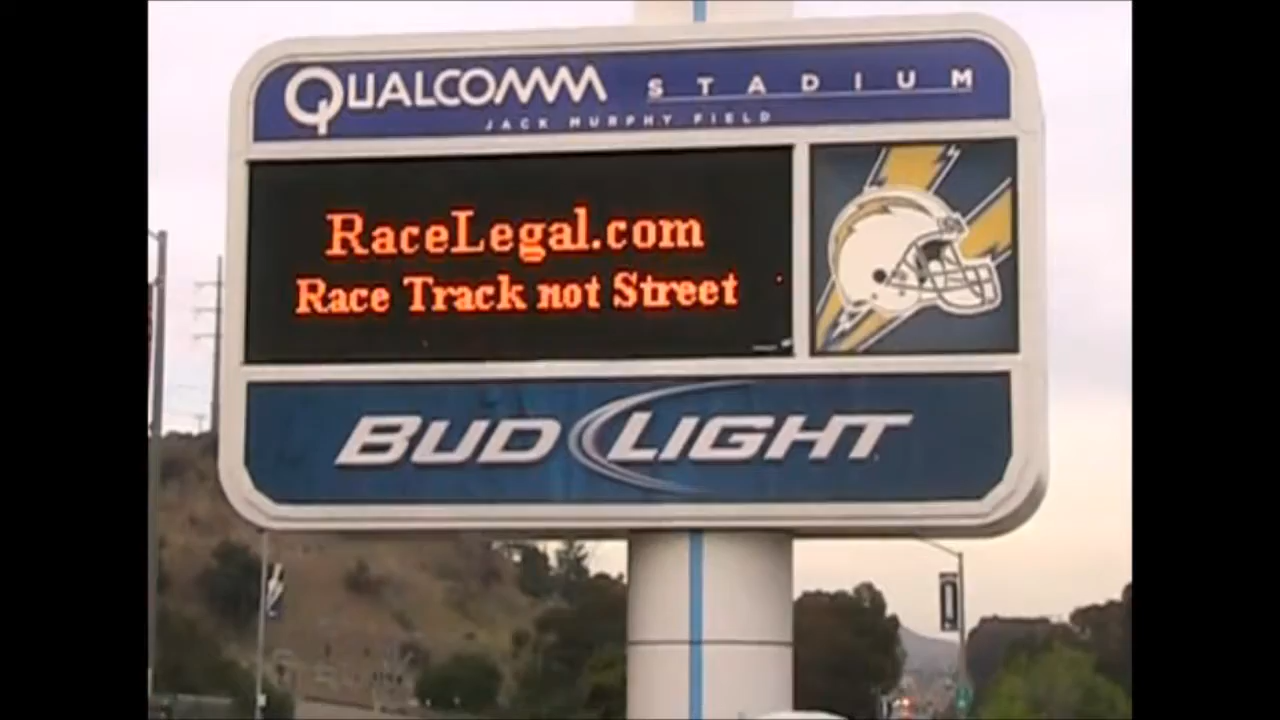 QUALCOMM STADIUM
JACK MURPHY FIELD
RaceLegal.com
Race Track not Street
BUD LIGHT